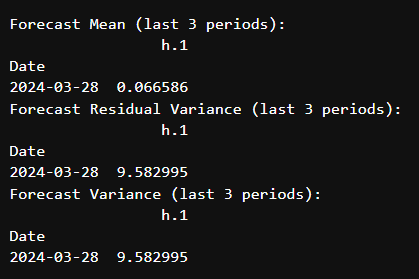 Forecast Mean (last 3 periods):
h.1
Date
2024-03-28 0.066586
Forecast Residual Variance (last 3 periods):
h.1
Date
2024-03-28 9.582995
Forecast Variance (last 3 periods):
h.1
Date
2024-03-28 9.582995